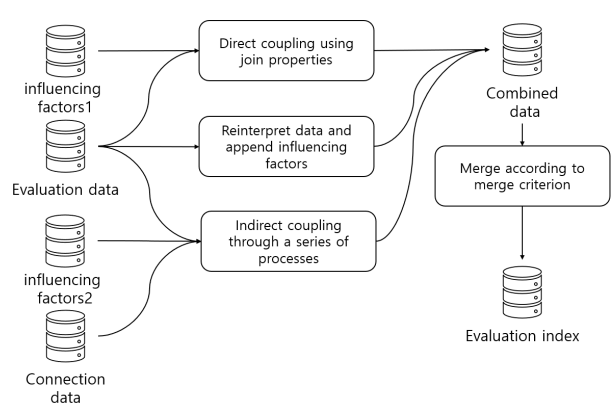 influencing
factors1
Evaluation data
influencing
factors2
Connection
data
Direct coupling using
join properties
Reinterpret data and
append influencing
factors
Indirect coupling
through a series of
processes
Combined
data
Merge according to
merge criterion
Evaluation index